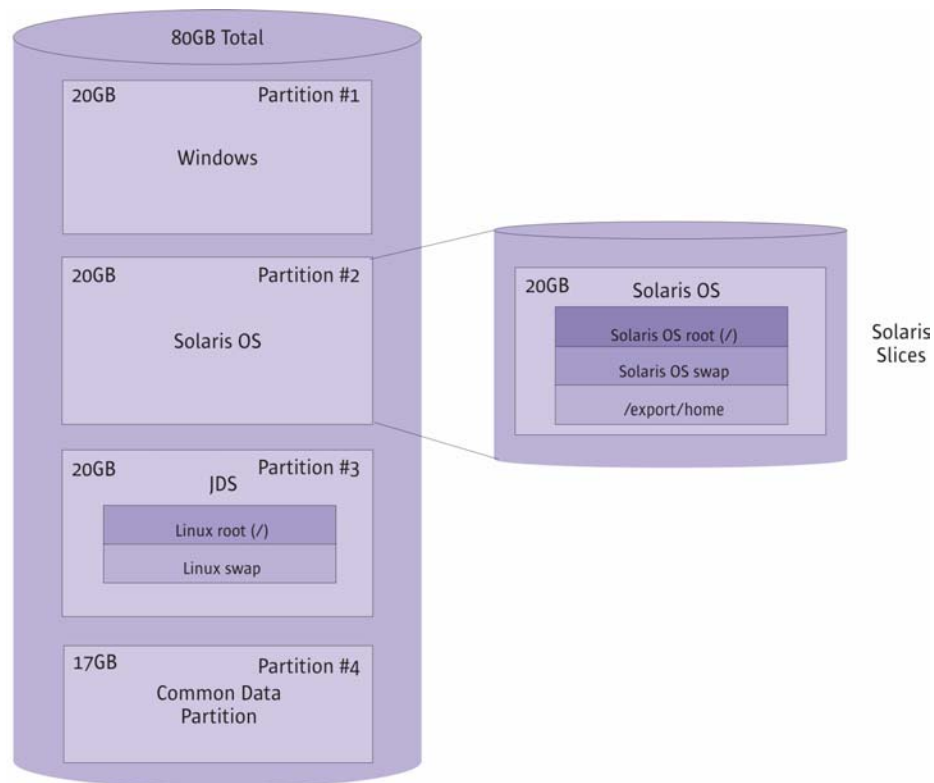 80GB Total
20GB Partition #1
Windows
20GB Partition #2
Solaris OS
20GB Partition #3
JDS
Linux root (/)
Linux swap
17GB Partition #4
Common Data
Partition
20GB
Solaris OS
Solaris OS root (/)
Solaris OS swap
/export/home
Solaris
Slices